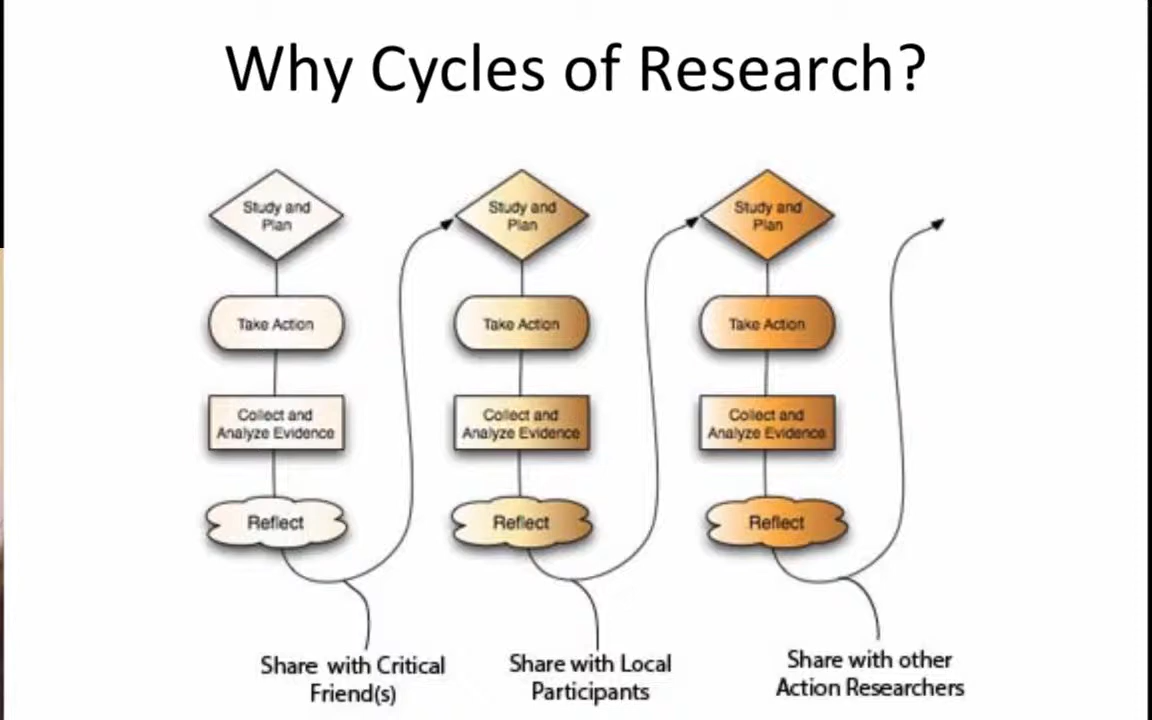 Why Cycles of Research?
Study and
Plan
Take Action
Collect and
Analyze Evidence
Reflect
Share with Critical
Friend(s)
Study and
Plan
Take Action
Collect and
Analyze Evidence
Reflect
Share with Local
Participants
Study and
Plan
Take Action
Collect and
Analyze Evidence
Reflect
Share with other
Action Researchers